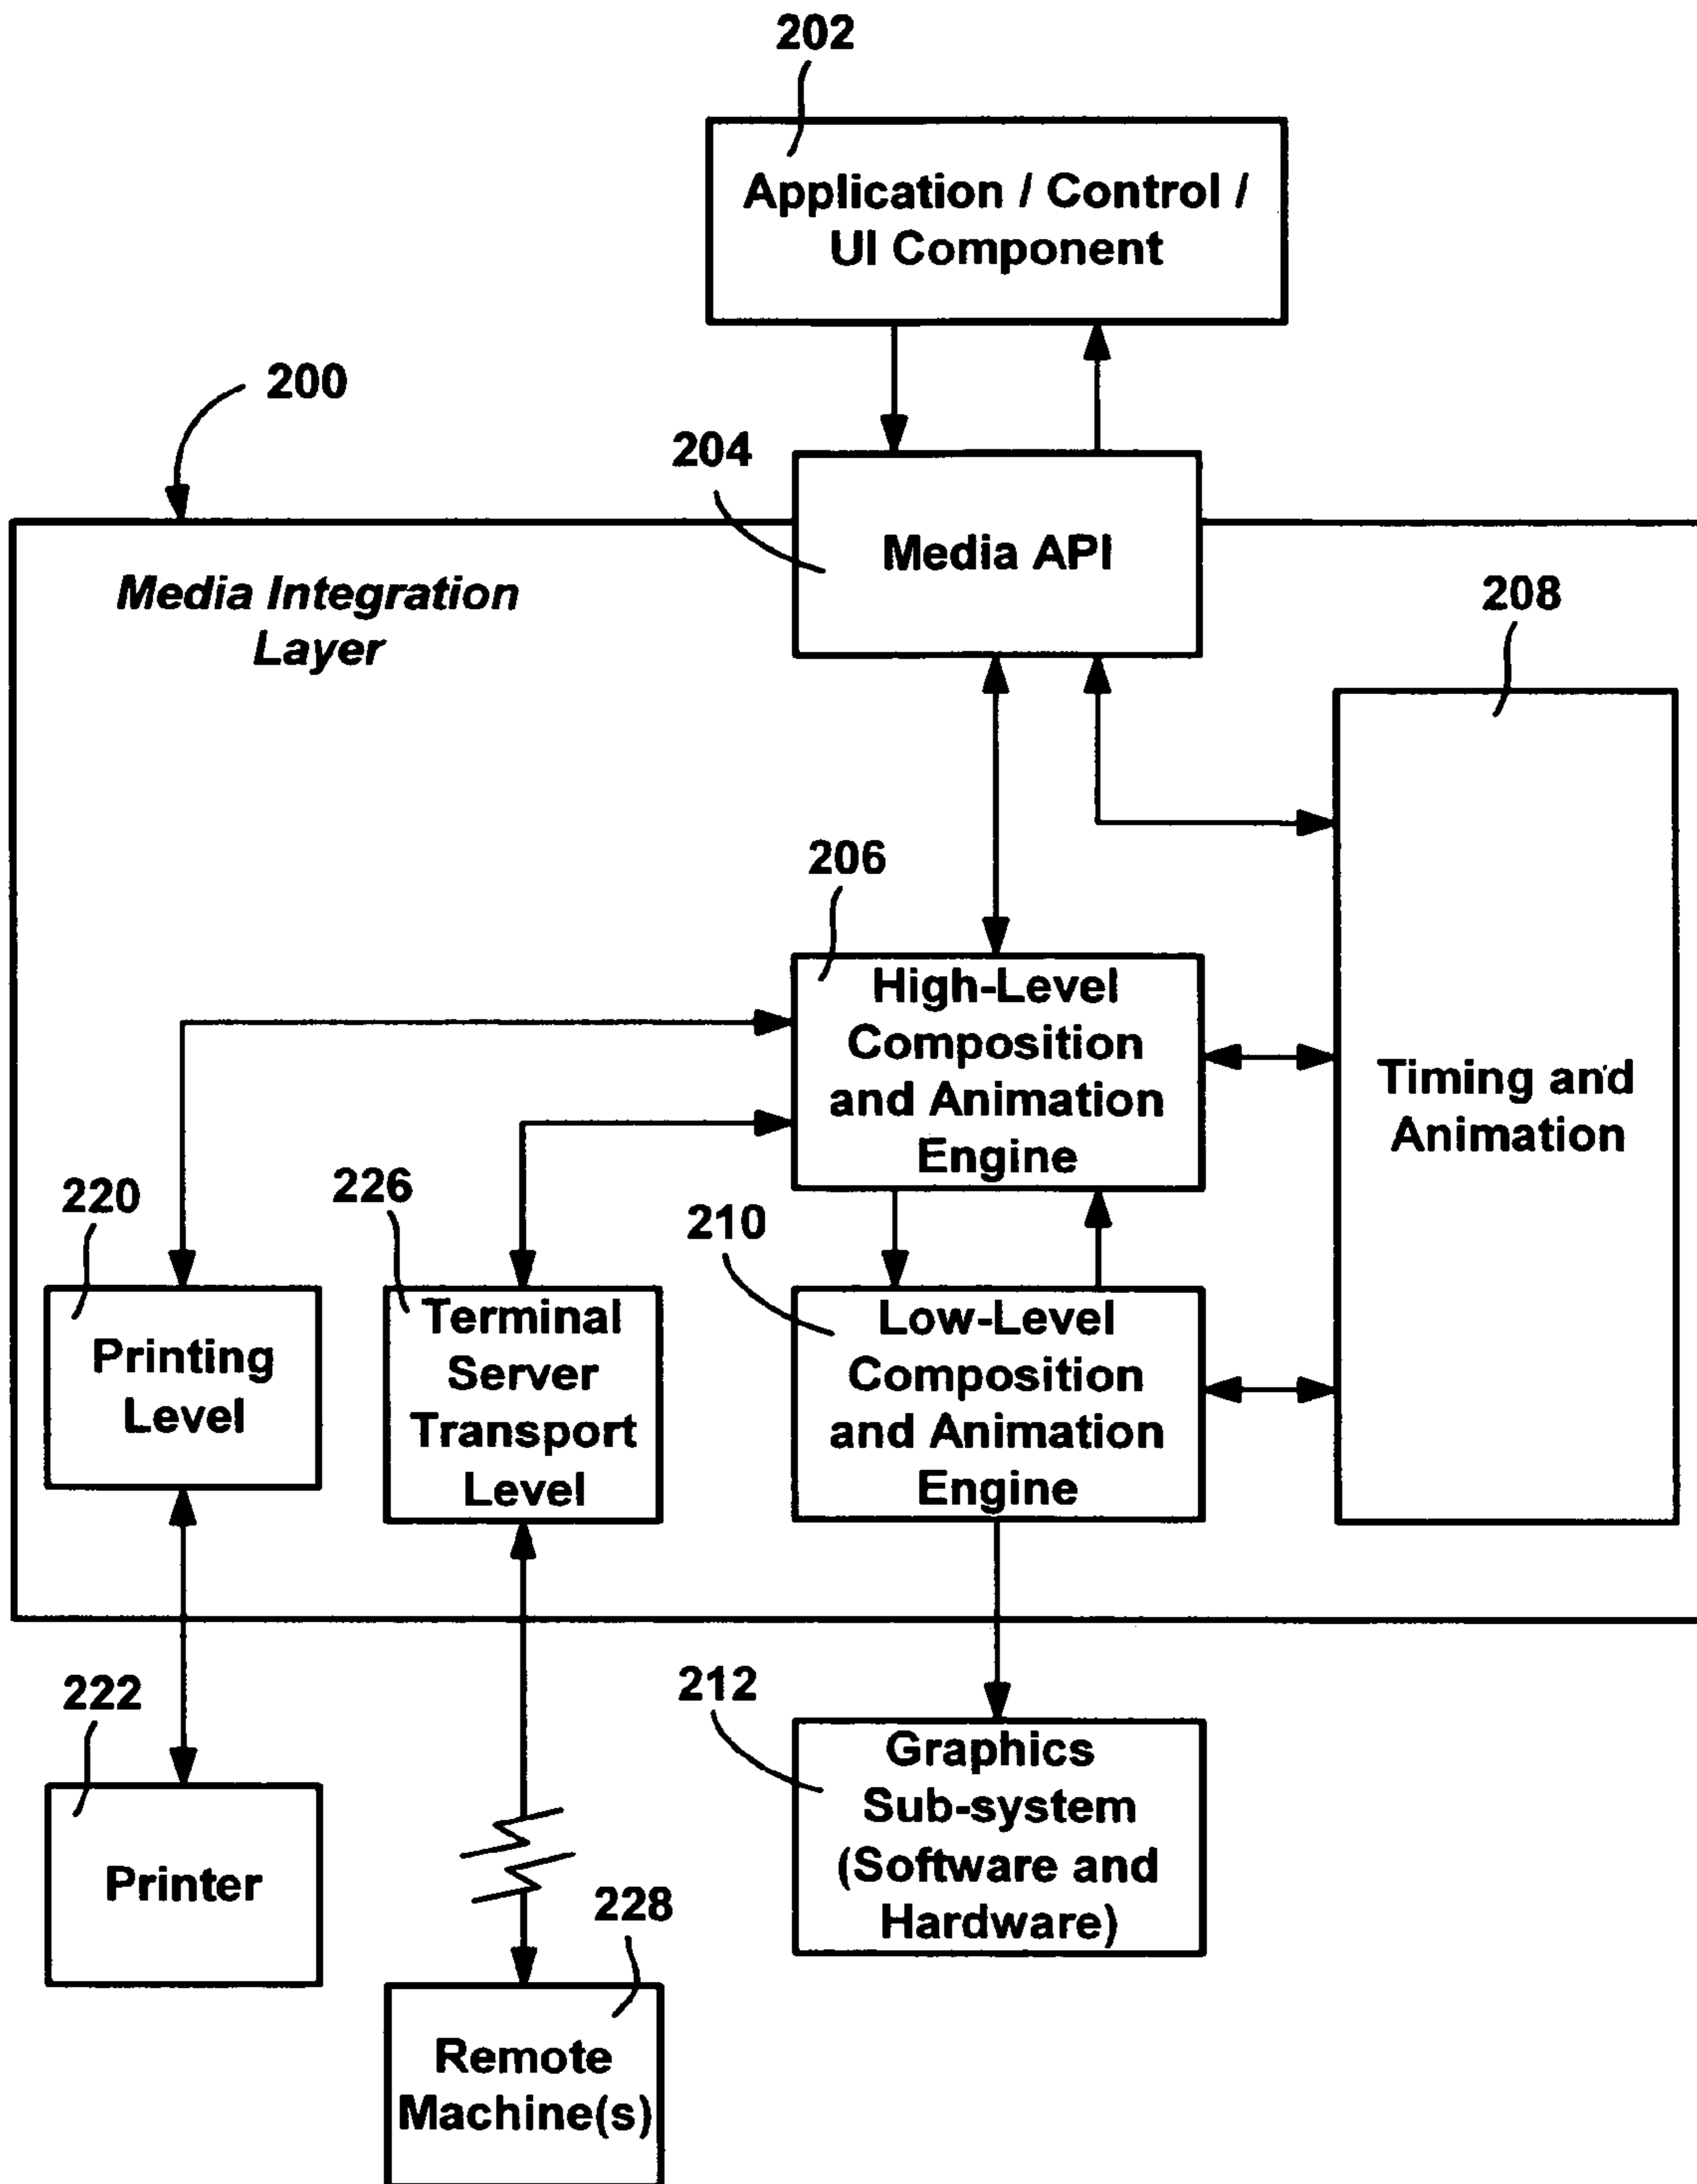 202
Application / Control /
UI Component
200
204
Media API
Media Integration
Layer
208
206
High-Level
Composition
and Animation
Engine
Timing and
Animation
220
226
210
Printing
Level
Terminal
Server
Transport
Level
Low-Level
Composition
and Animation
Engine
222
212
Printer
Graphics
Sub-system
(Software and
Hardware)
228
Remote
Machine(s)